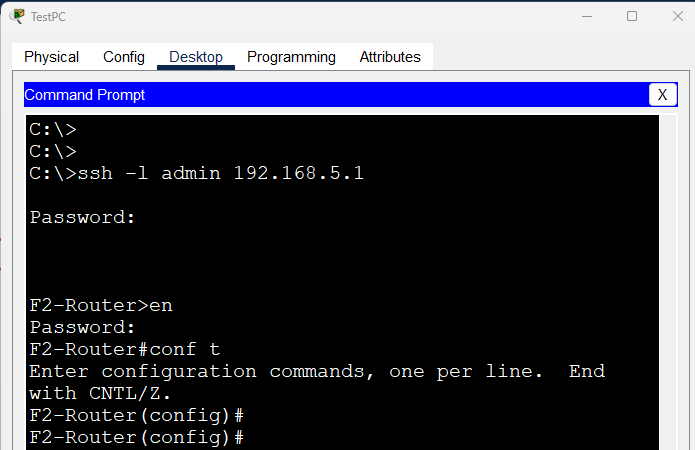 TestPC
Physical Config Desktop Programming Attributes
Command Prompt X
C:\>
C:\>
C:\>ssh -l admin 192.168.5.1
Password:
F2-Router>en
Password:
F2-Router#conf t
Enter configuration commands, one per line.  End
with CNTL/Z.
F2-Router(config)#
F2-Router(config)#